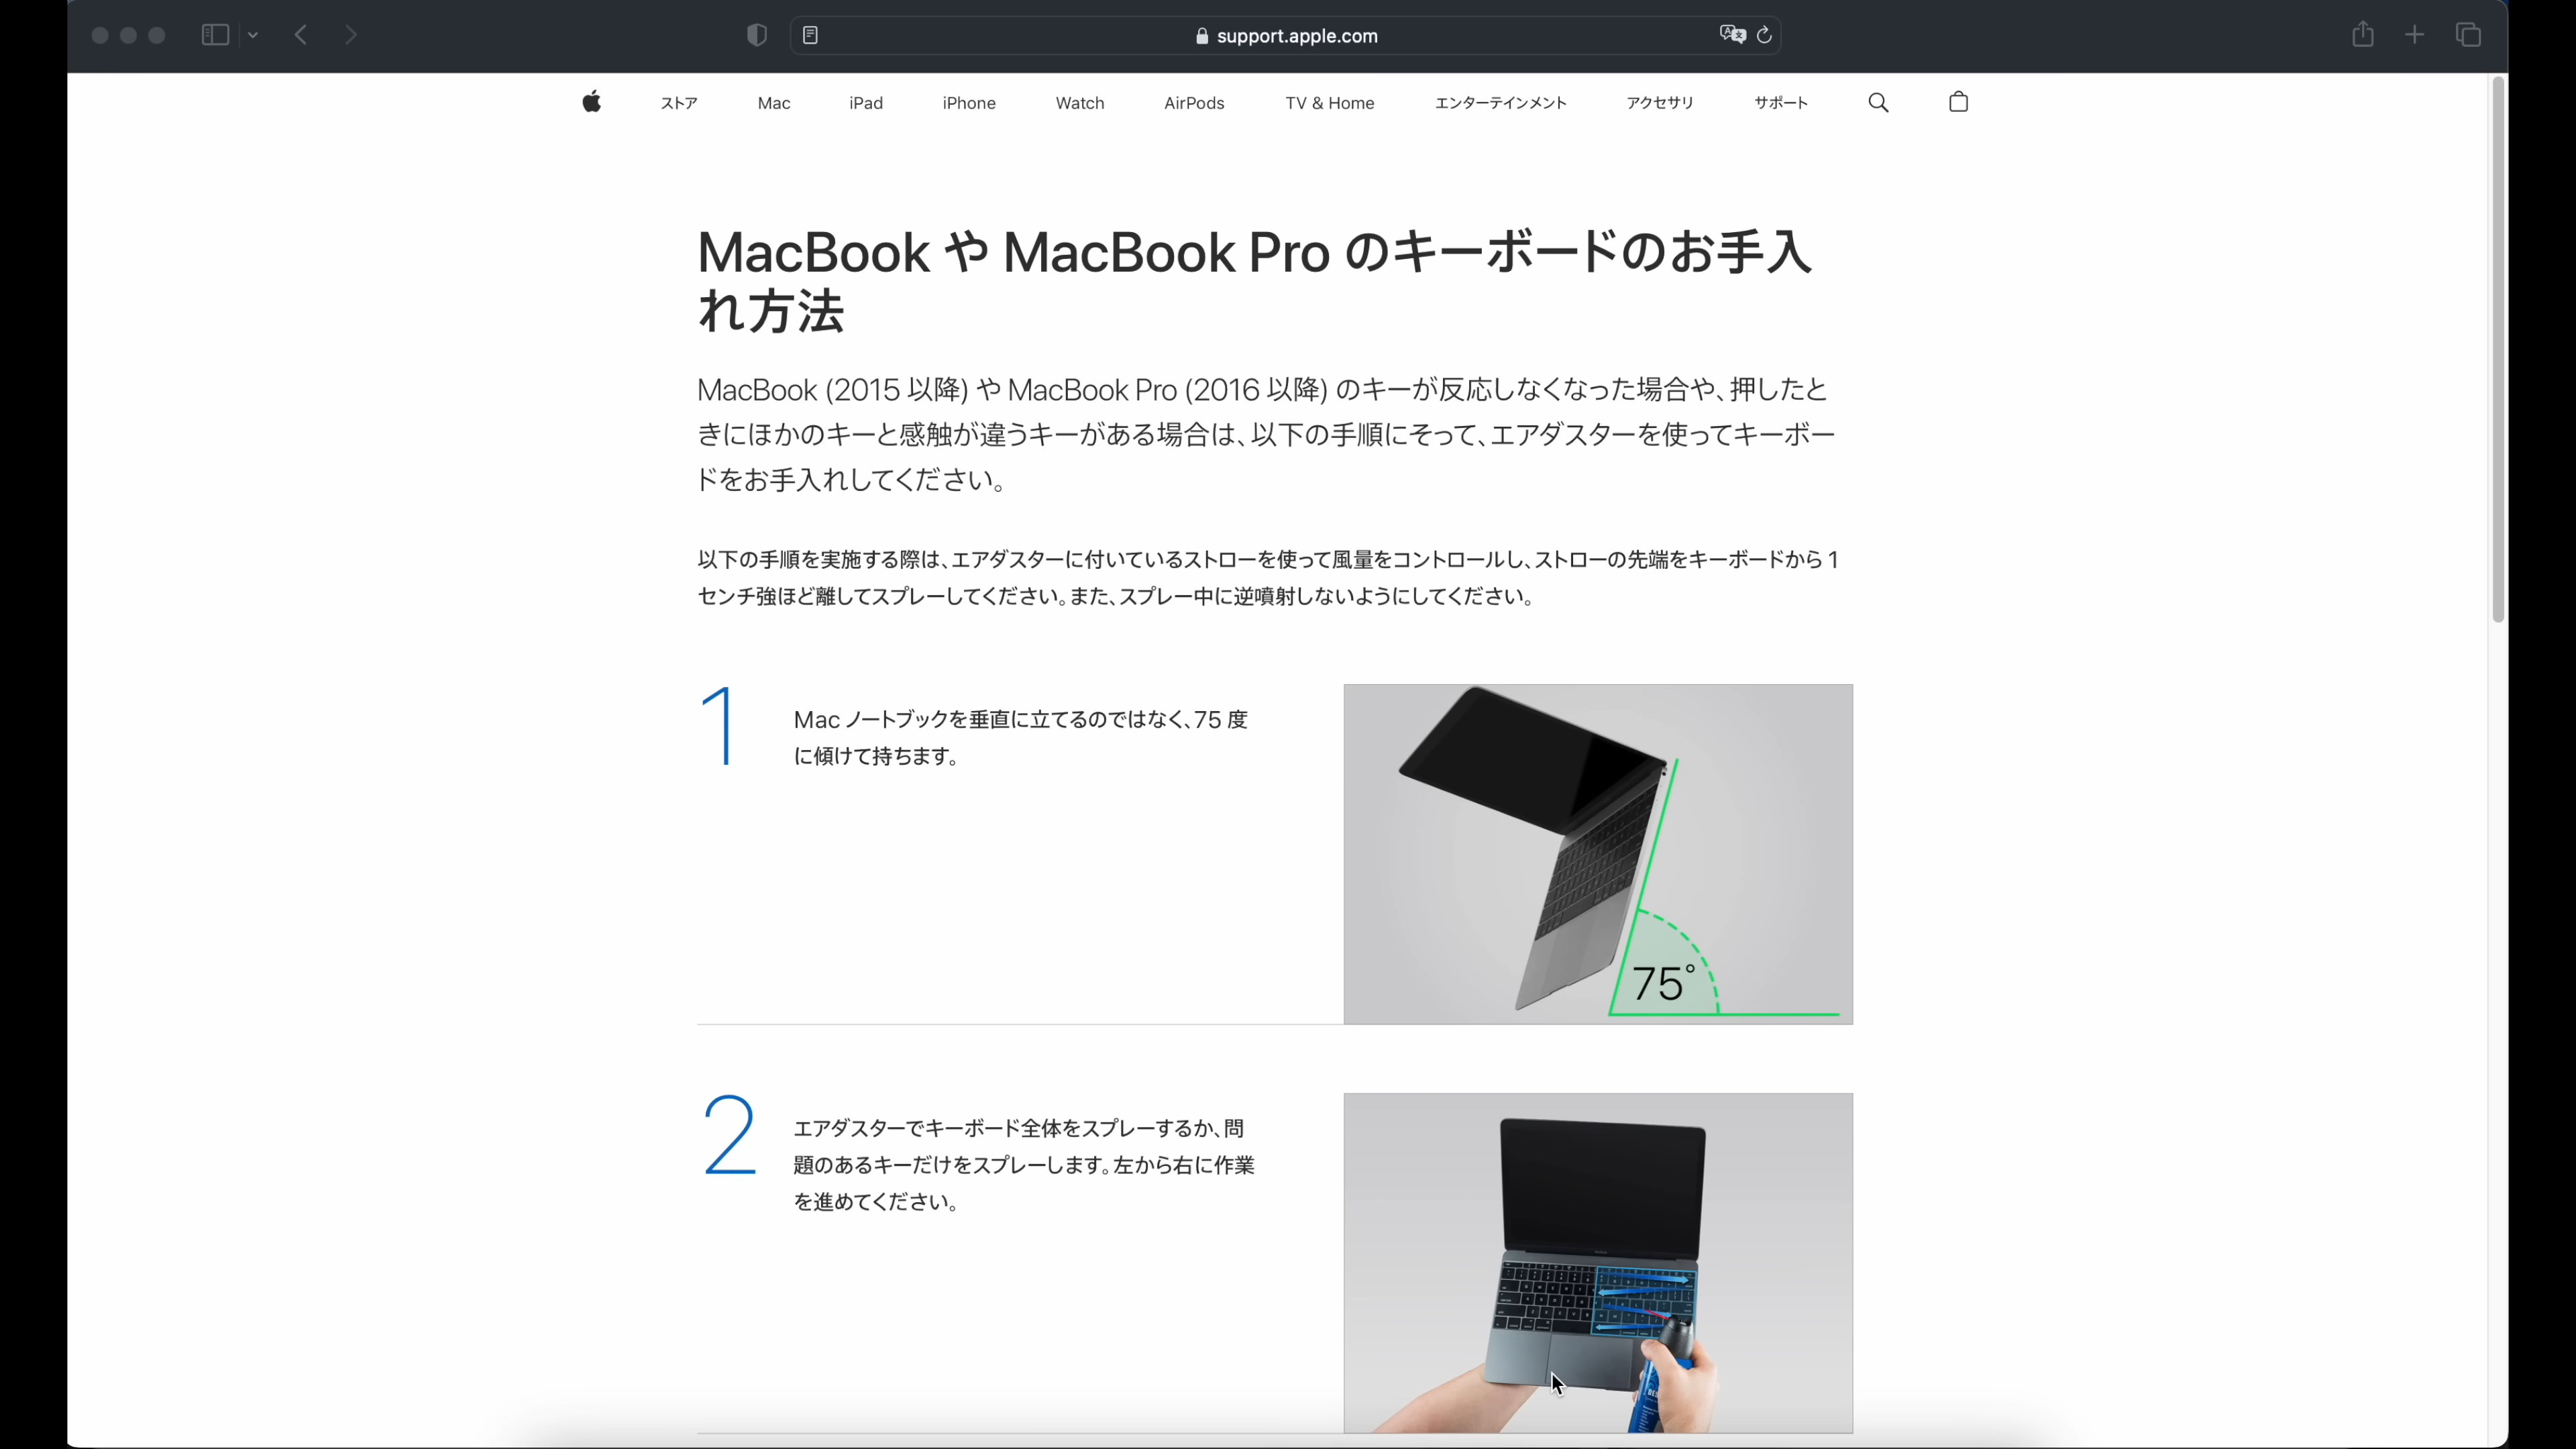 support.apple.com
ストア Mac iPad iPhone Watch AirPods TV & Home エンターテインメント アクセサリ サポート
MacBook や MacBook Pro のキーボードのお手入
れ方法
MacBook (2015 以降) や MacBook Pro (2016 以降) のキーが反応しなくなった場合や、押したと
きにほかのキーと感触が違うキーがある場合は、以下の手順にそって、エアダスターを使ってキーボー
ドをお手入れしてください。
以下の手順を実施する際は、エアダスターに付いているストローを使って風量をコントロールし、ストローの先端をキーボードから 1
センチ強ほど離してスプレーしてください。また、スプレー中に逆噴射しないようにしてください。
1
Mac ノートブックを垂直に立てるのではなく、75 度
に傾けて持ちます。
75°
2
エアダスターでキーボード全体をスプレーするか、問
題のあるキーだけをスプレーします。左から右に作業
を進めてください。